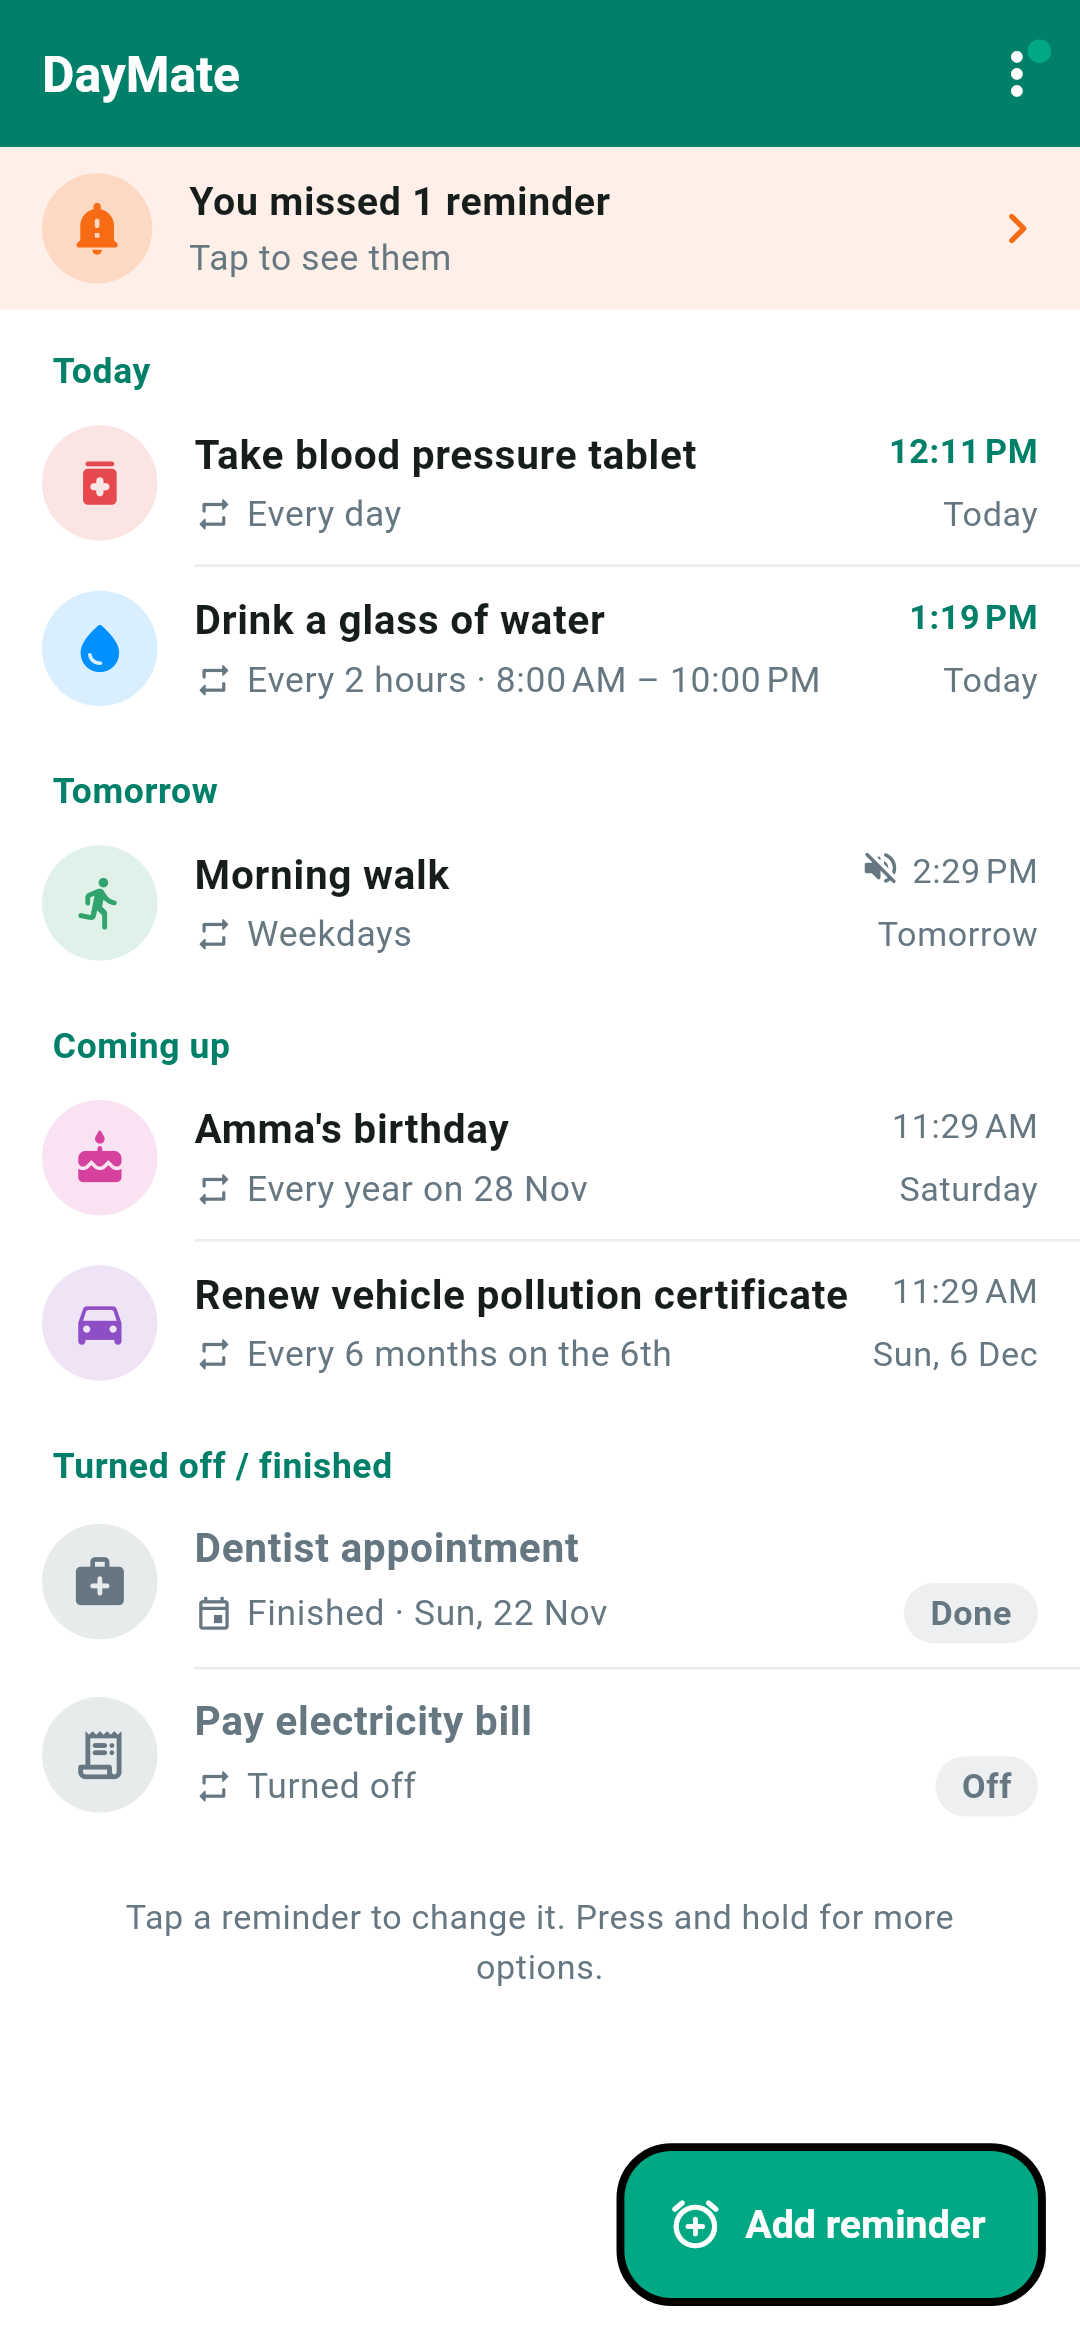 DayMate
You missed 1 reminder
Tap to see them
Today
Take blood pressure tablet
12:11 PM
Every day
Today
Drink a glass of water
1:19 PM
Every 2 hours · 8:00 AM – 10:00 PM
Today
Tomorrow
Morning walk
2:29 PM
Weekdays
Tomorrow
Coming up
Amma's birthday
11:29 AM
Every year on 28 Nov
Saturday
Renew vehicle pollution certificate
11:29 AM
Every 6 months on the 6th
Sun, 6 Dec
Turned off / finished
Dentist appointment
Finished · Sun, 22 Nov
Done
Pay electricity bill
Turned off
Off
Tap a reminder to change it. Press and hold for more
options.
Add reminder